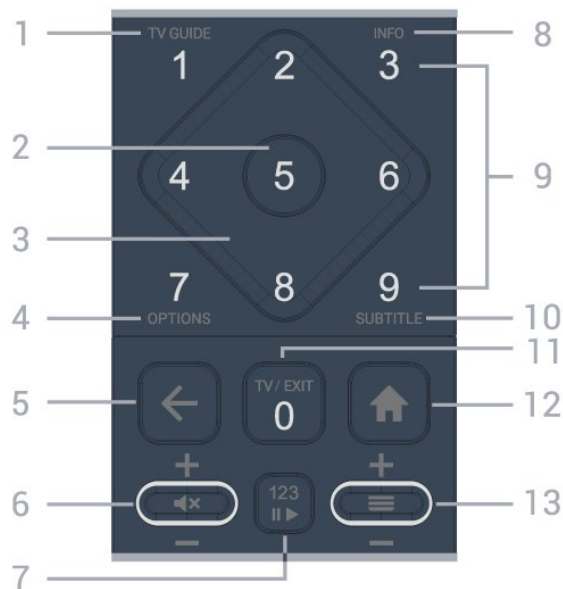 1 TV GUIDE INFO 8
1 2 3
2 4 5 6 9
3
7 8 9
4 OPTIONS SUBTITLE 10
11
5 TV / EXIT 12
0
+ +
6 123 13
− −
7